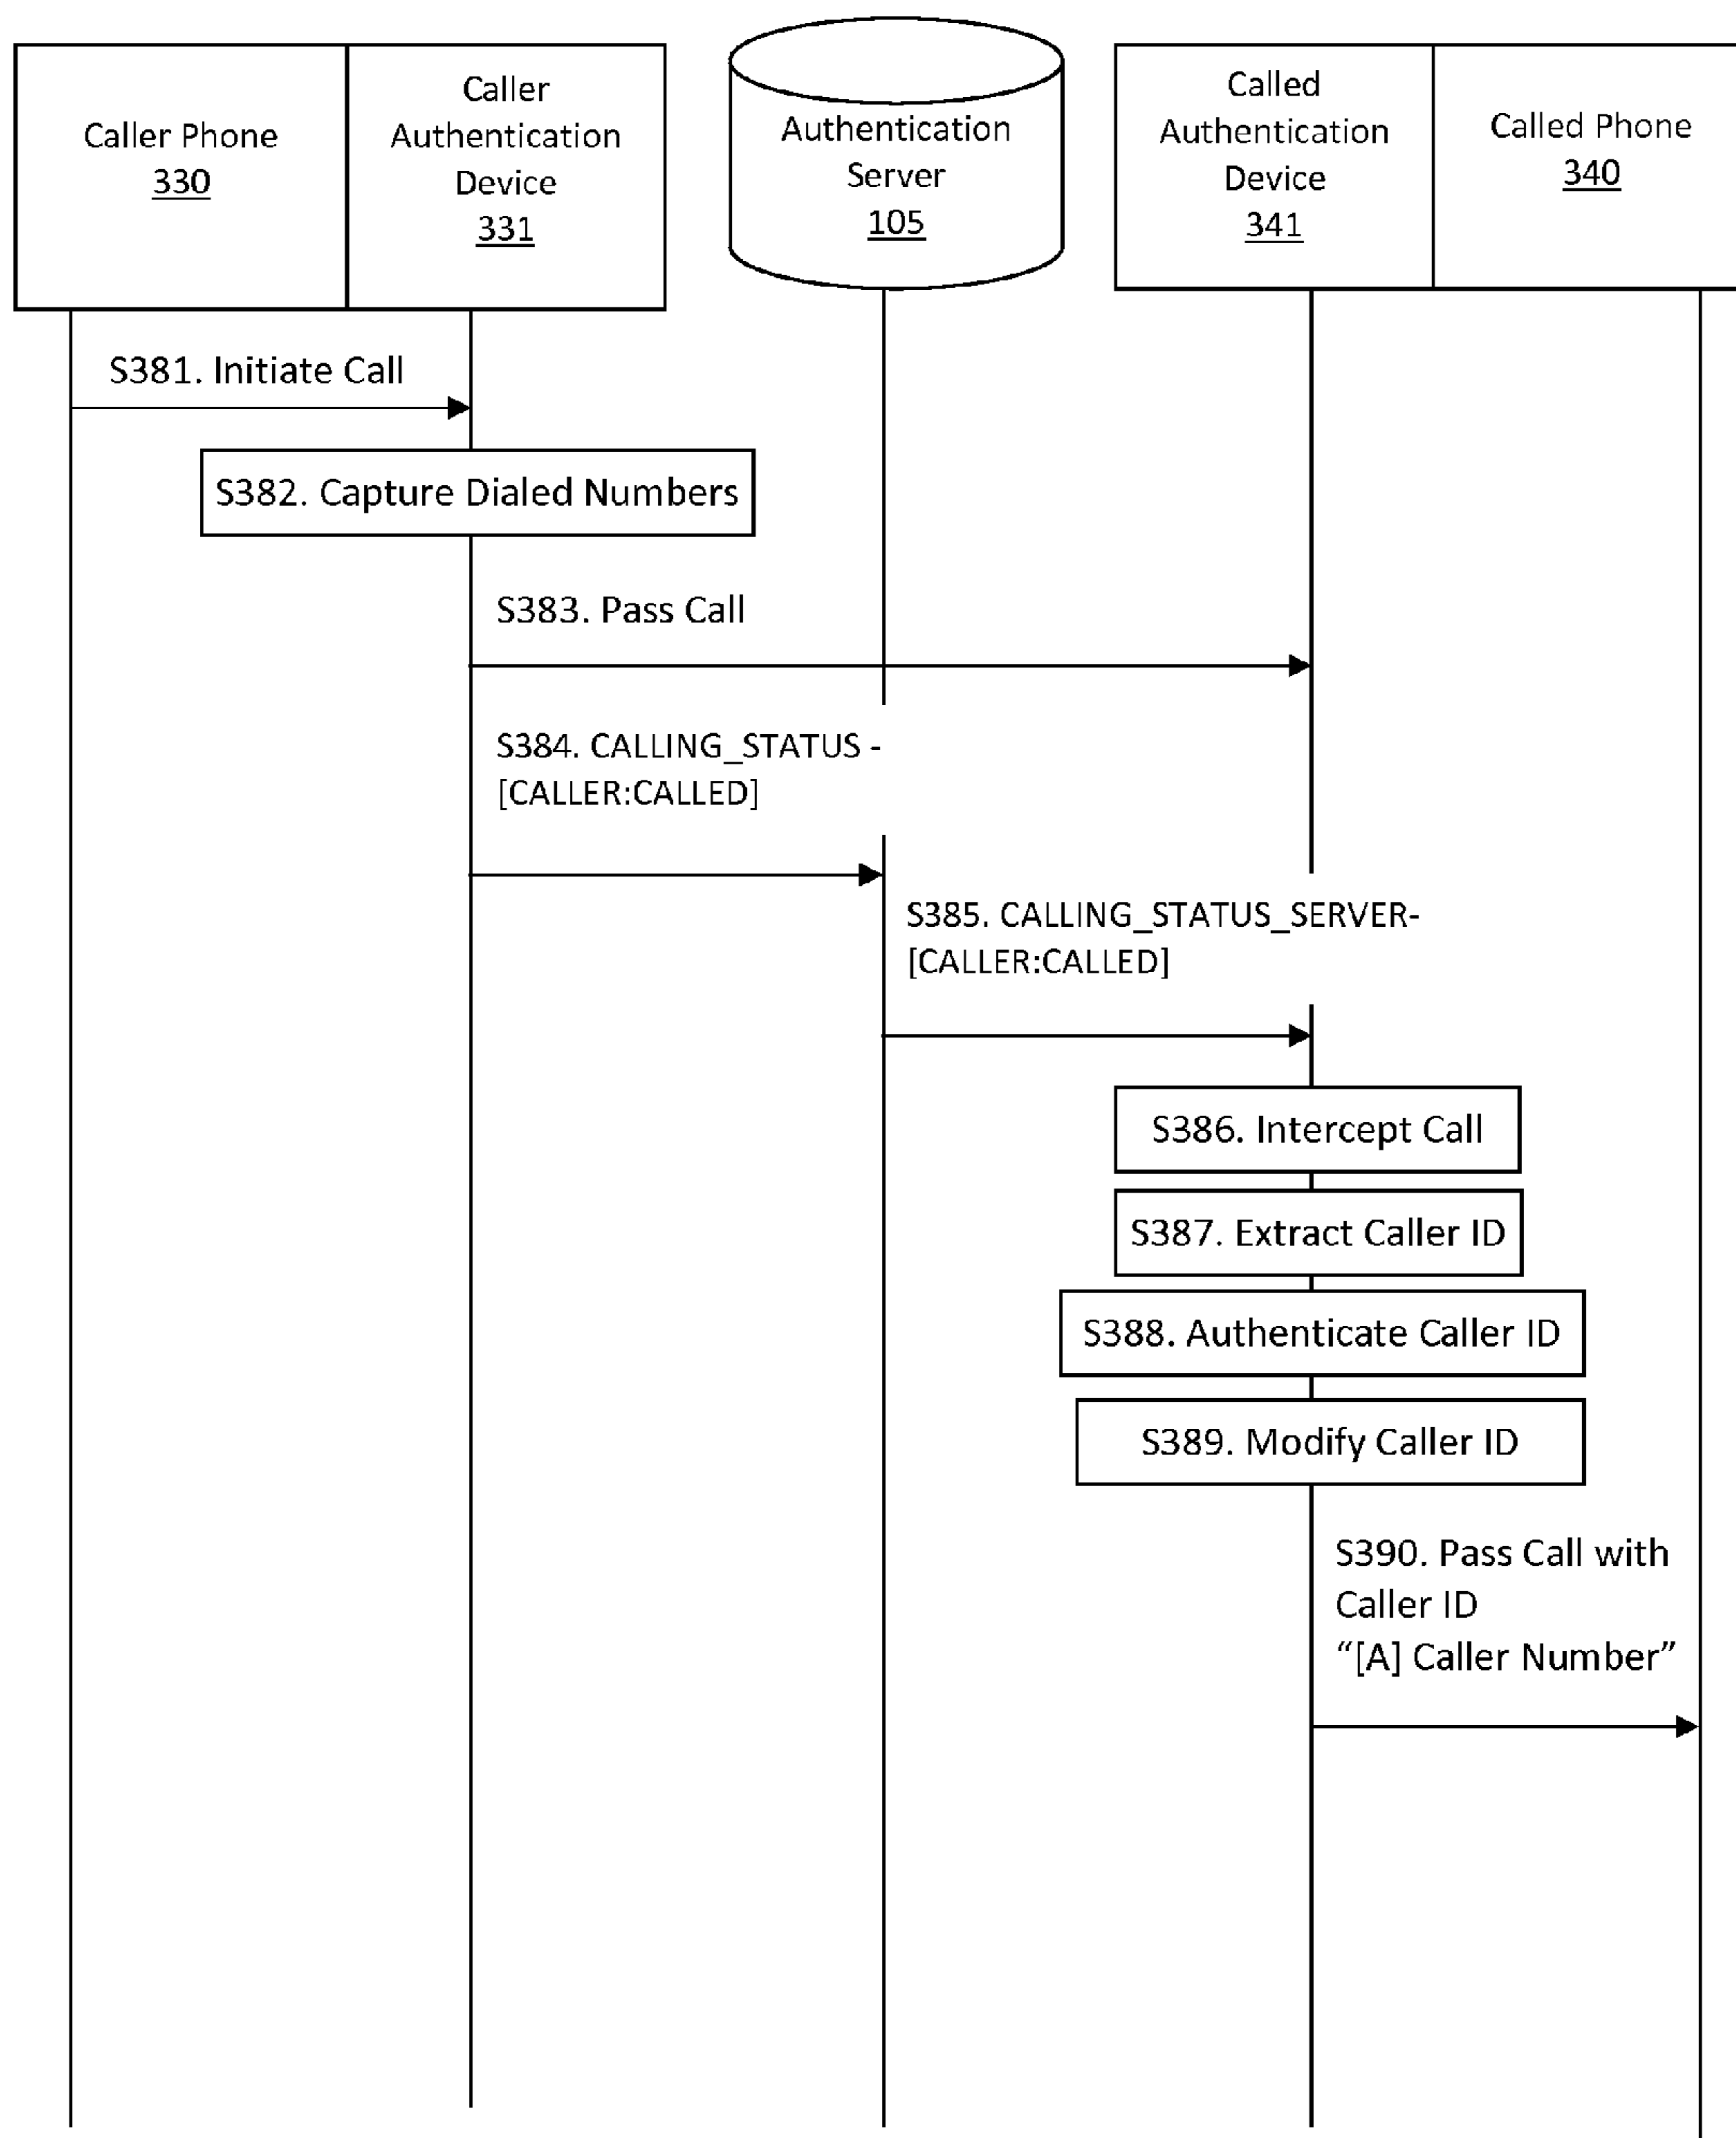 Caller Phone
330
Caller
Authentication
Device
331
Authentication
Server
105
Called
Authentication
Device
341
Called Phone
340
S381. Initiate Call
S382. Capture Dialed Numbers
S383. Pass Call
S384. CALLING_STATUS -
[CALLER:CALLED]
S385. CALLING_STATUS_SERVER-
[CALLER:CALLED]
S386. Intercept Call
S387. Extract Caller ID
S388. Authenticate Caller ID
S389. Modify Caller ID
S390. Pass Call with
Caller ID
“[A] Caller Number”